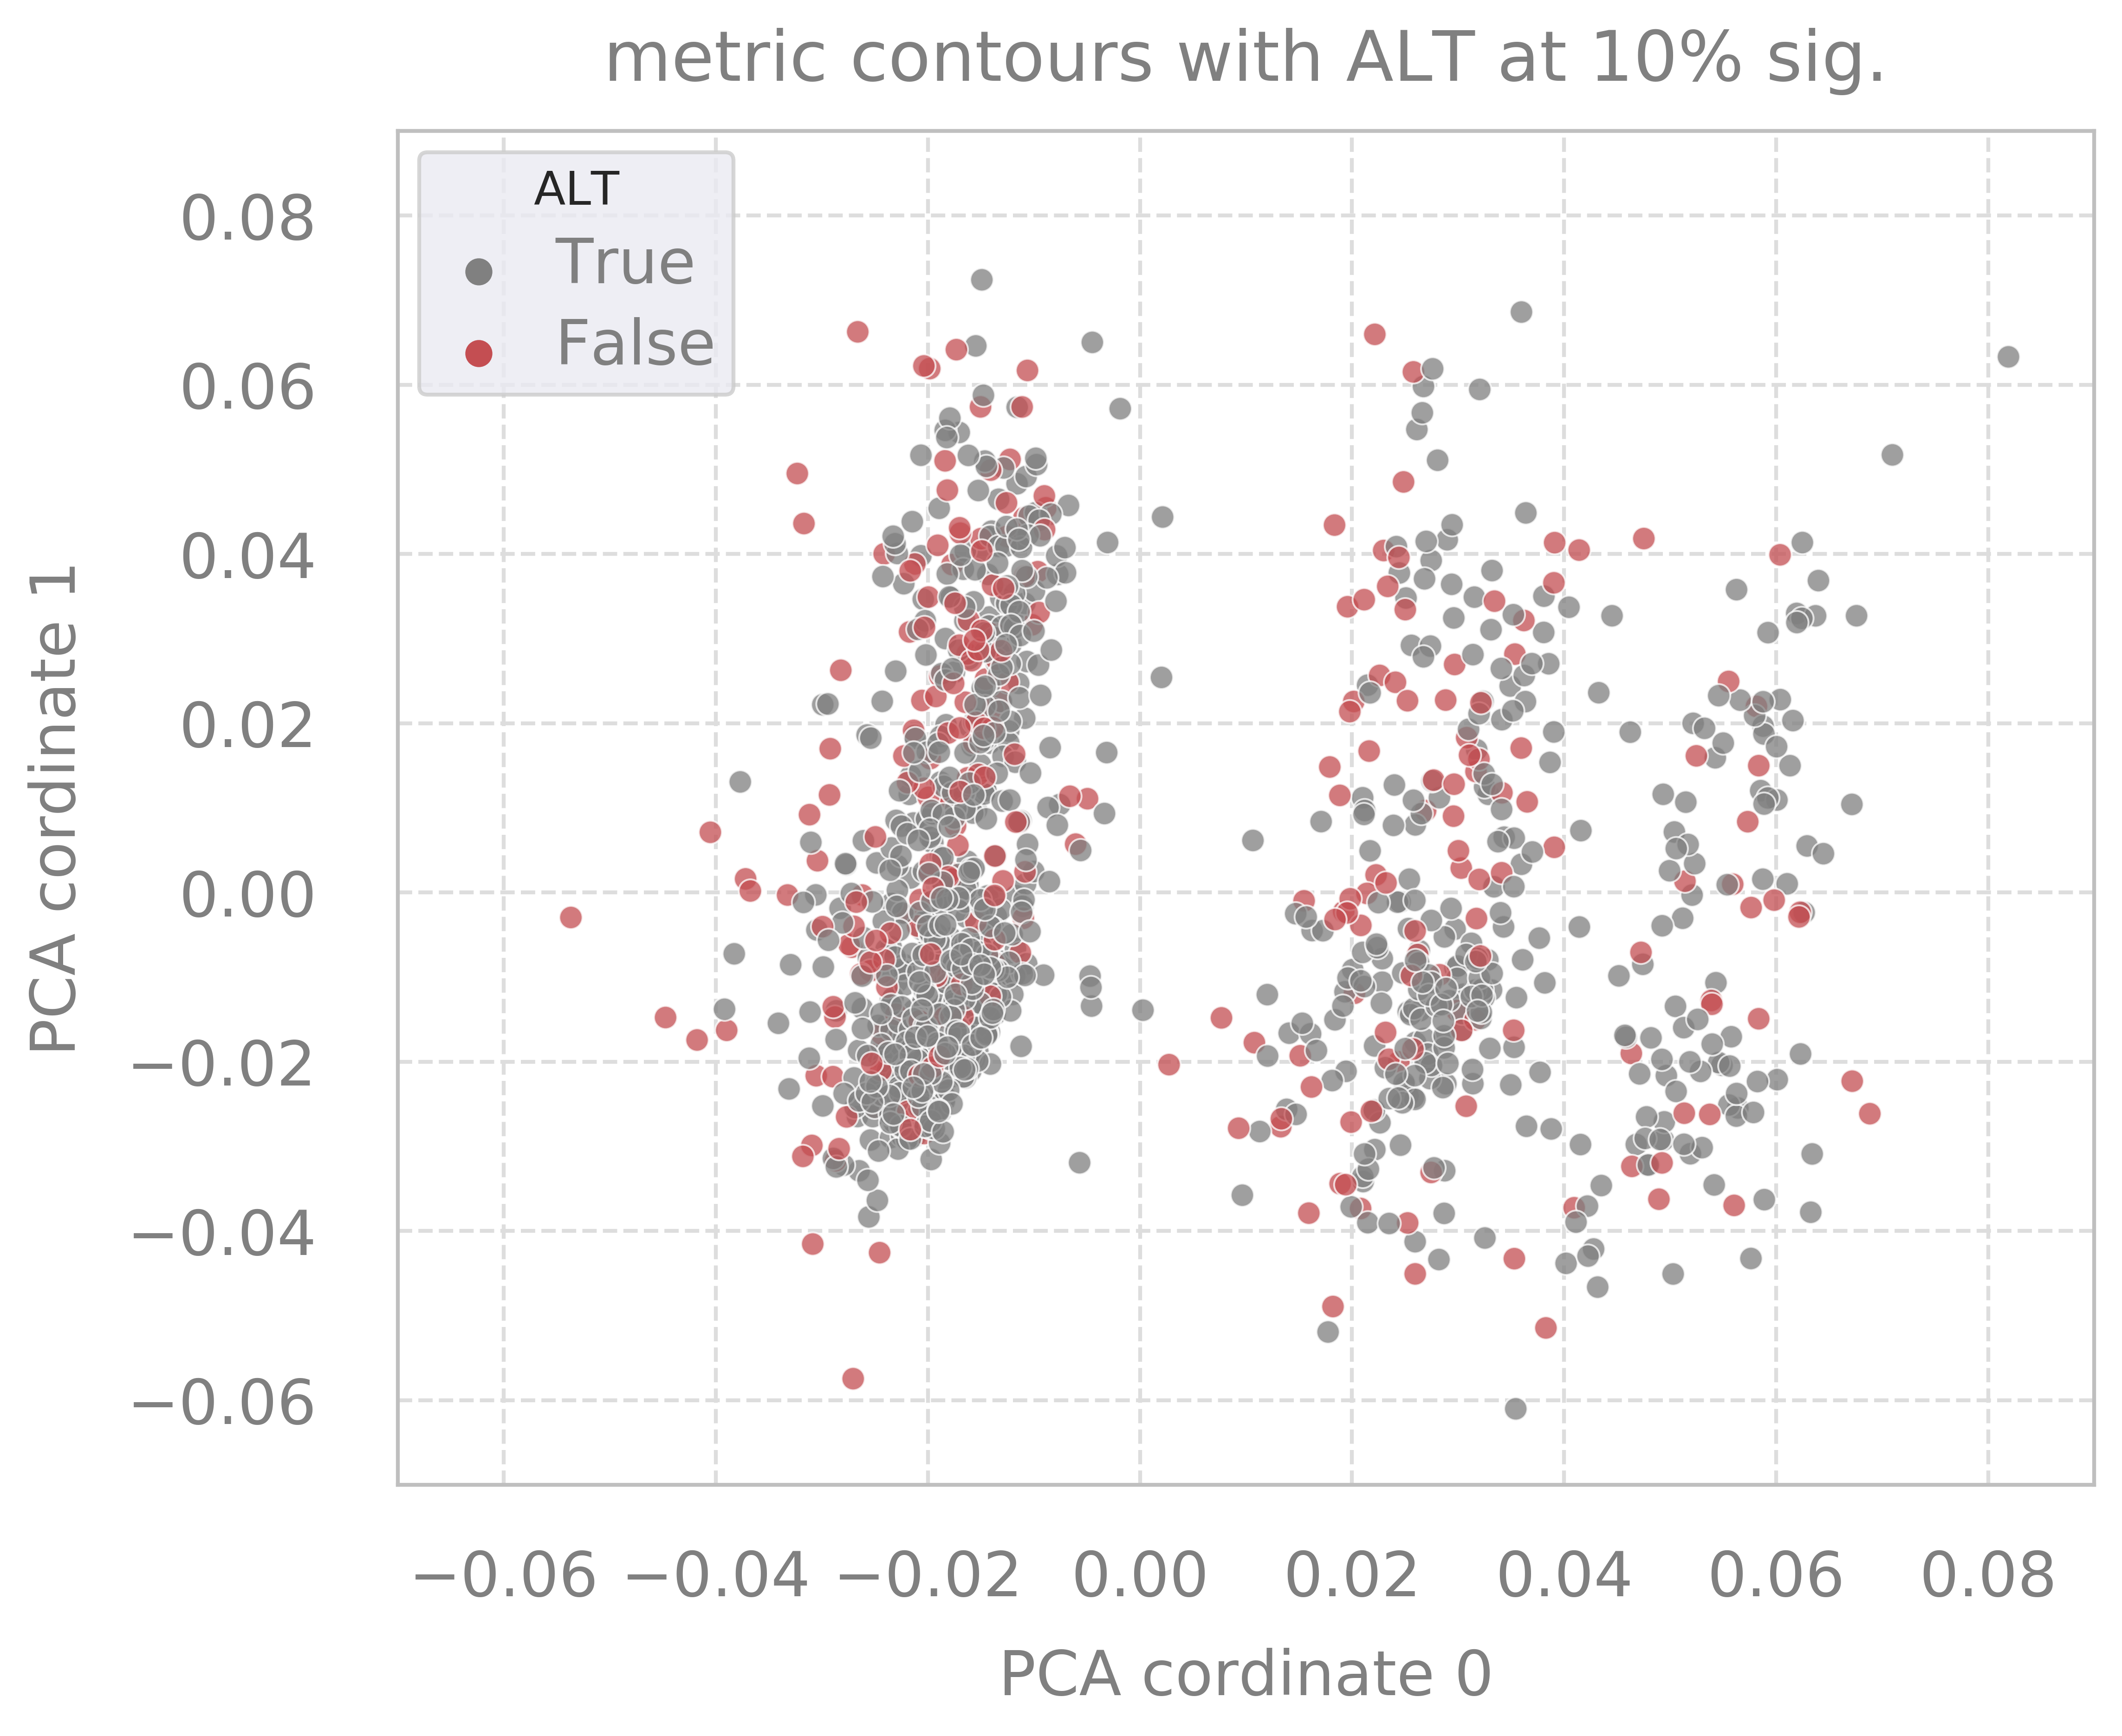 metric contours with ALT at 10% sig.
ALT
True
False
0.08
0.06
0.04
0.02
0.00
−0.02
−0.04
−0.06
PCA cordinate 1
−0.06 −0.04 −0.02 0.00 0.02 0.04 0.06 0.08
PCA cordinate 0